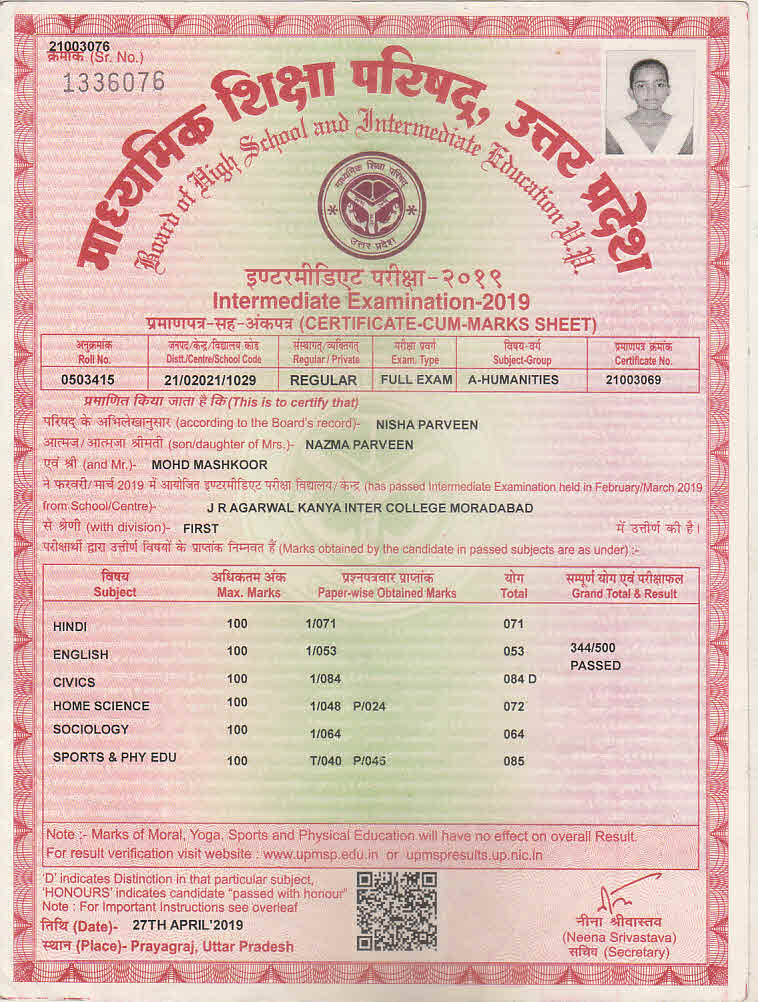 21003076
क्रमांक (Sr. No.)
1336076
माध्यमिक शिक्षा परिषद्, उत्तर प्रदेश
Board of High School and Intermediate Education U.P.
माध्यमिक शिक्षा परिषद्
उत्तर-प्रदेश
इण्टरमीडिएट परीक्षा-२०१९
Intermediate Examination-2019
प्रमाणपत्र-सह-अंकपत्र (CERTIFICATE-CUM-MARKS SHEET)
अनुक्रमांक जनपद/केन्द्र/विद्यालय कोड संस्थागत्/व्यक्तिगत् परीक्षा प्रवर्ग विषय-वर्ग प्रमाणपत्र क्रमांक
Roll No. Distt./Centre/School Code Regular / Private Exam. Type Subject-Group Certificate No.
0503415 21/02021/1029 REGULAR FULL EXAM A-HUMANITIES 21003069
प्रमाणित किया जाता है कि (This is to certify that)
परिषद् के अभिलेखानुसार (according to the Board's record)- NISHA PARVEEN
आत्मज/आत्मजा श्रीमती (son/daughter of Mrs.)- NAZMA PARVEEN
एवं श्री (and Mr.)- MOHD MASHKOOR
ने फरवरी/मार्च 2019 में आयोजित इण्टरमीडिएट परीक्षा विद्यालय/केन्द्र (has passed Intermediate Examination held in February/March 2019
from School/Centre)- J R AGARWAL KANYA INTER COLLEGE MORADABAD
से श्रेणी (with division)- FIRST में उत्तीर्ण की है।
परीक्षार्थी द्वारा उत्तीर्ण विषयों के प्राप्तांक निम्नवत हैं (Marks obtained by the candidate in passed subjects are as under) :-
विषय अधिकतम अंक प्रश्नपत्रवार प्राप्तांक योग सम्पूर्ण योग एवं परीक्षाफल
Subject Max. Marks Paper-wise Obtained Marks Total Grand Total & Result
HINDI 100 1/071 071
ENGLISH 100 1/053 053 344/500
PASSED
CIVICS 100 1/084 084 D
HOME SCIENCE 100 1/048 P/024 072
SOCIOLOGY 100 1/064 064
SPORTS & PHY EDU 100 T/040 P/045 085
Note :- Marks of Moral, Yoga, Sports and Physical Education will have no effect on overall Result.
For result verification visit website : www.upmsp.edu.in or upmspresults.up.nic.in
'D' indicates Distinction in that particular subject,
'HONOURS' indicates candidate "passed with honour"
Note : For Important Instructions see overleaf
तिथि (Date)- 27TH APRIL'2019
स्थान (Place)- Prayagraj, Uttar Pradesh
नीना श्रीवास्तव
(Neena Srivastava)
सचिव (Secretary)